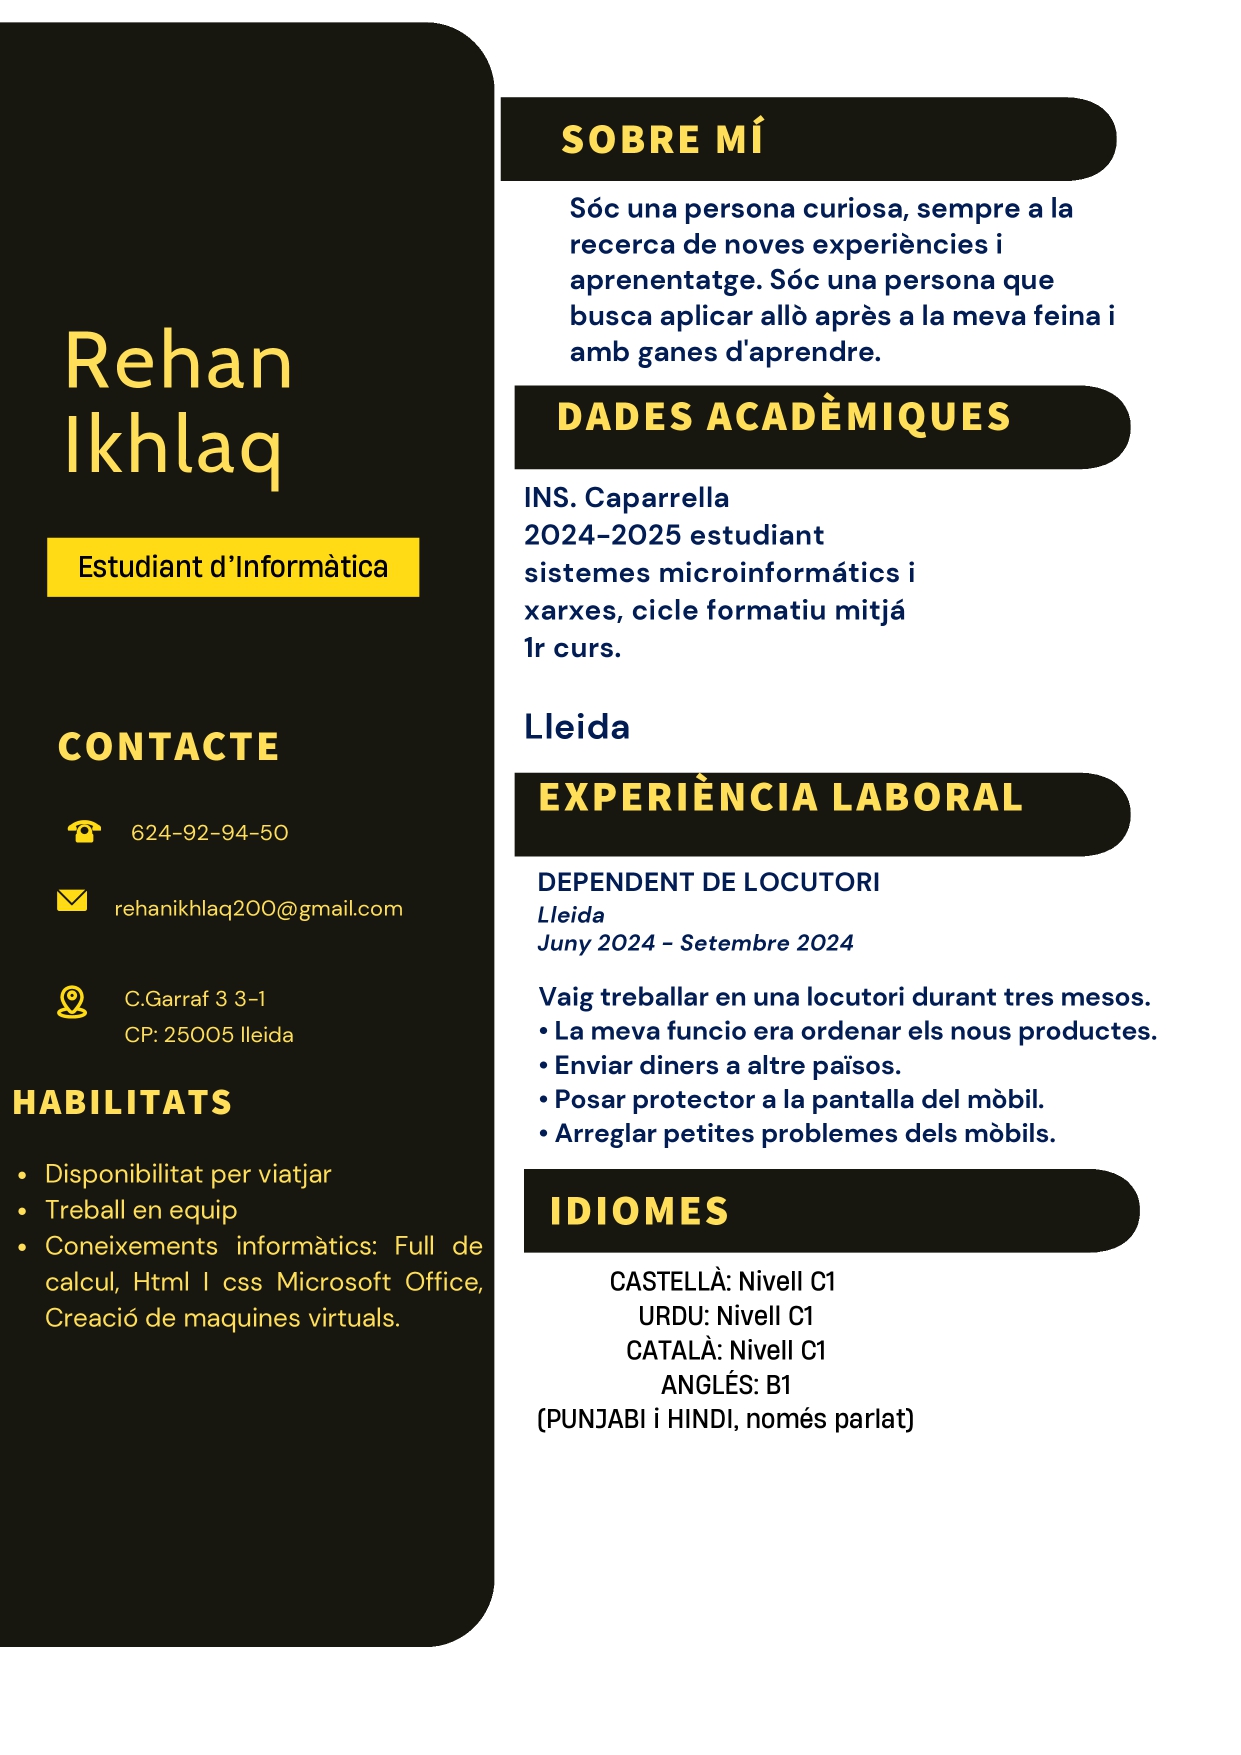 Rehan
Ikhlaq
Estudiant d’Informàtica
CONTACTE
624-92-94-50
rehanikhlaq200@gmail.com
C.Garraf 3 3-1
CP: 25005 lleida
HABILITATS
• Disponibilitat per viatjar
• Treball en equip
• Coneixements informàtics: Full de
calcul, Html I css Microsoft Office,
Creació de maquines virtuals.
SOBRE MÍ
Sóc una persona curiosa, sempre a la
recerca de noves experiències i
aprenentatge. Sóc una persona que
busca aplicar allò après a la meva feina i
amb ganes d'aprendre.
DADES ACADÈMIQUES
INS. Caparrella
2024-2025 estudiant
sistemes microinformátics i
xarxes, cicle formatiu mitjá
1r curs.
Lleida
EXPERIÈNCIA LABORAL
DEPENDENT DE LOCUTORI
Lleida
Juny 2024 - Setembre 2024
Vaig treballar en una locutori durant tres mesos.
• La meva funcio era ordenar els nous productes.
• Enviar diners a altre països.
• Posar protector a la pantalla del mòbil.
• Arreglar petites problemes dels mòbils.
IDIOMES
CASTELLÀ: Nivell C1
URDU: Nivell C1
CATALÀ: Nivell C1
ANGLÉS: B1
(PUNJABI i HINDI, només parlat)